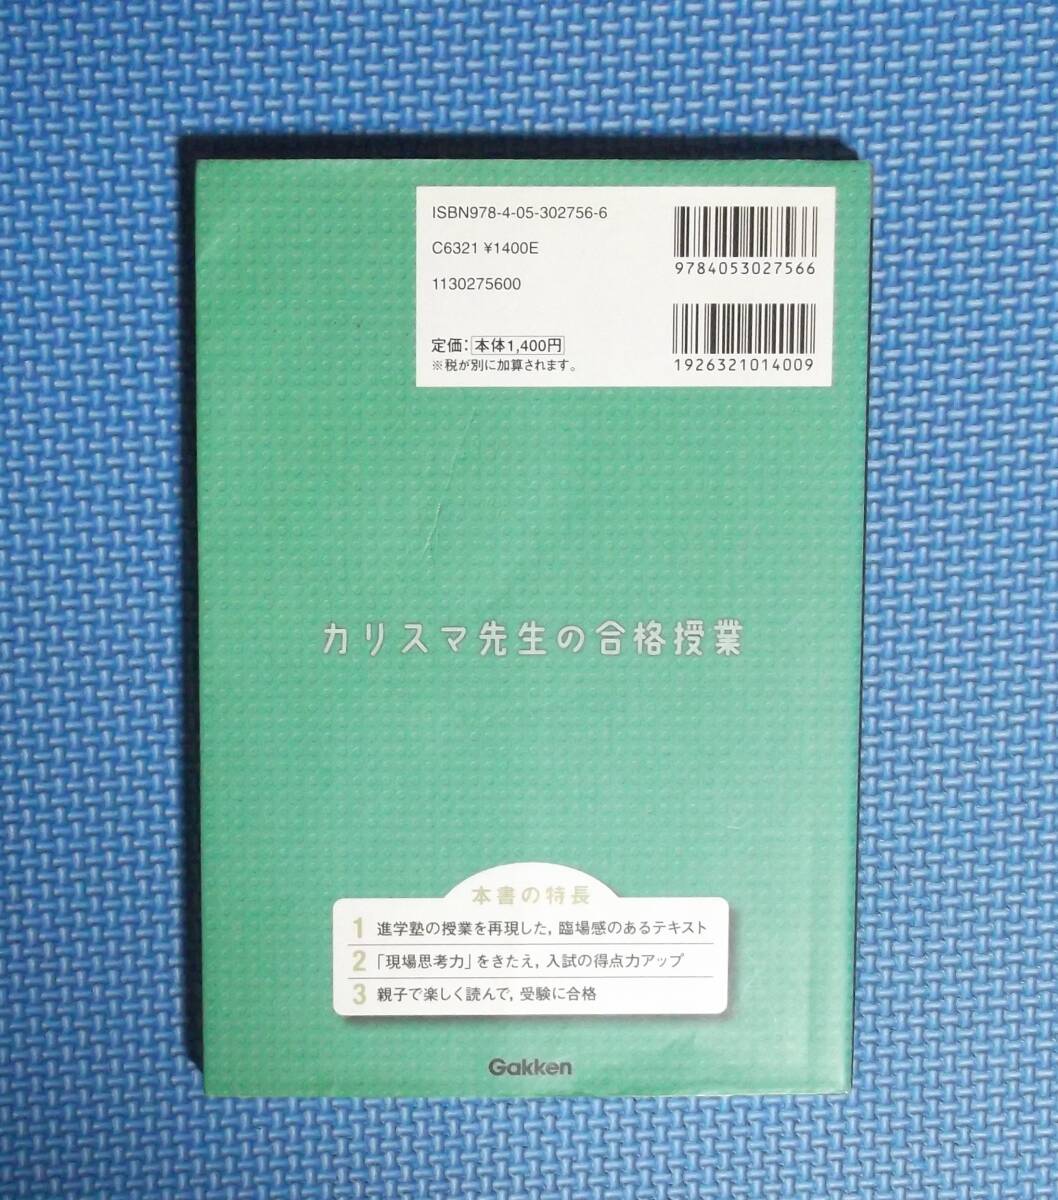 ISBN978-4-05-302756-6
C6321 ¥1400E
1130275600
定価：本体1,400円
※税が別に加算されます。
9784053027566
1926321014009
カリスマ先生の合格授業
本書の特長
1 進学塾の授業を再現した，臨場感のあるテキスト
2 「現場思考力」をきたえ，入試の得点力アップ
3 親子で楽しく読んで，受験に合格
Gakken